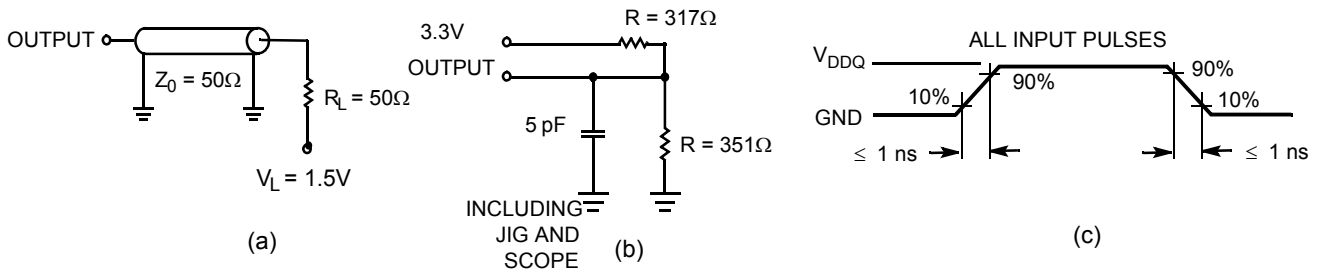 OUTPUT
Z0 = 50Ω
RL = 50Ω
VL = 1.5V
(a)
3.3V
R = 317Ω
OUTPUT
5 pF
R = 351Ω
INCLUDING
JIG AND
SCOPE
(b)
ALL INPUT PULSES
VDDQ
90%
90%
10%
10%
GND
≤ 1 ns
≤ 1 ns
(c)